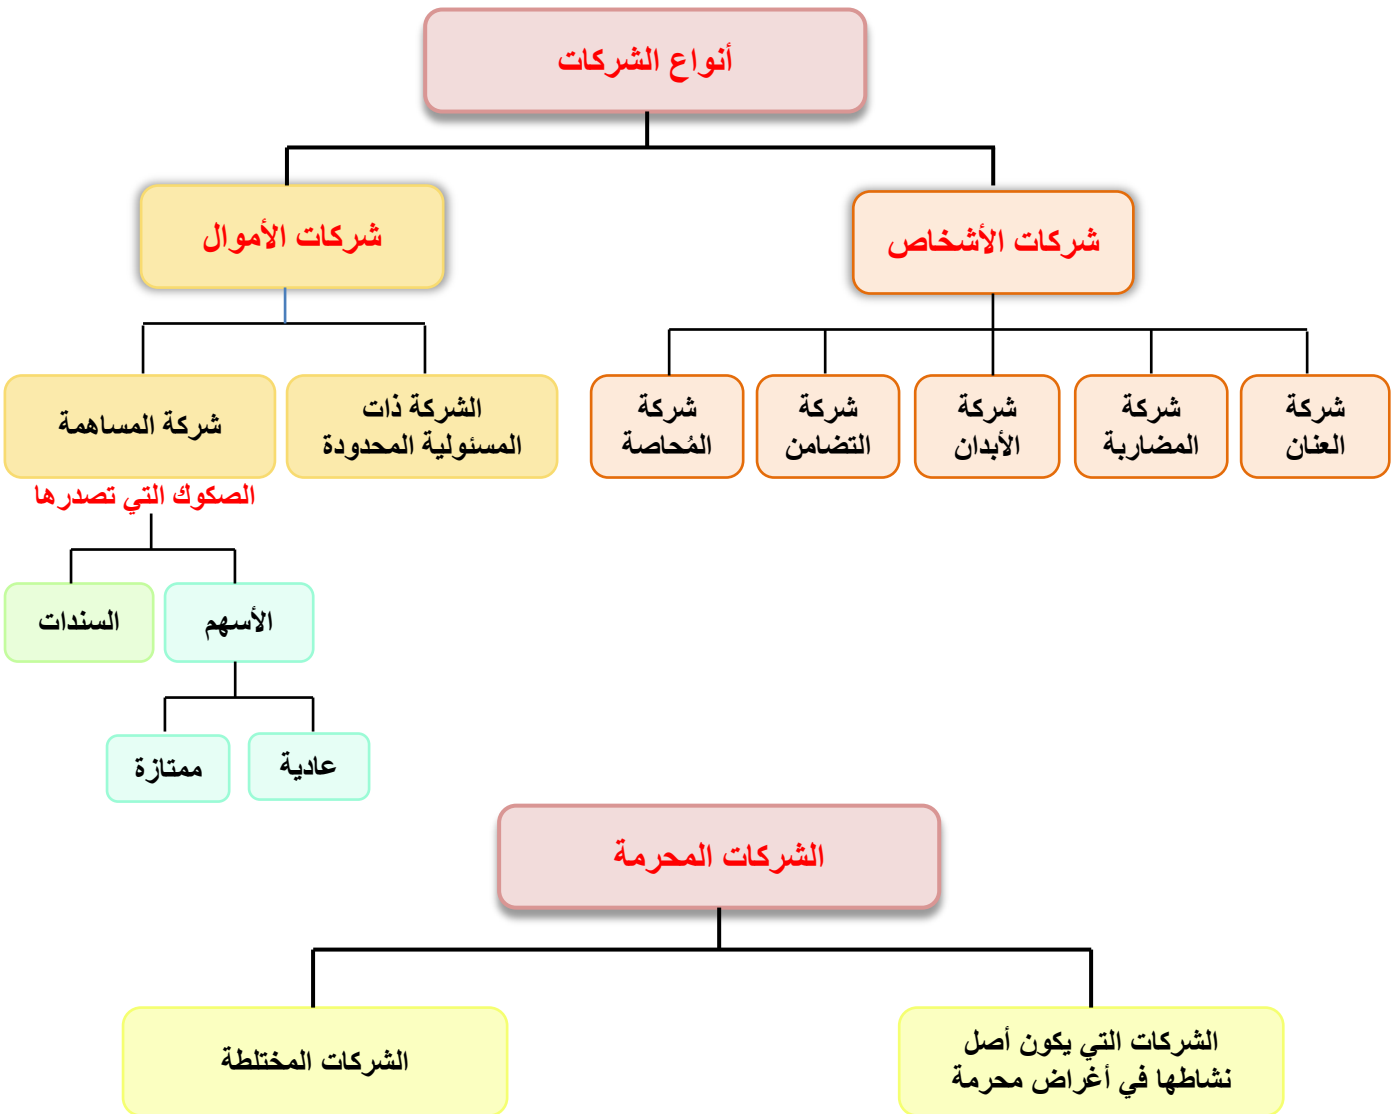 أنواع الشركات
شركات الأشخاص
شركات الأموال
شركة
العنان
شركة
المضاربة
شركة
الأبدان
شركة
التضامن
شركة
المُحاصة
الشركة ذات
المسئولية المحدودة
شركة المساهمة
الصكوك التي تصدرها
الأسهم
السندات
عادية
ممتازة
الشركات المحرمة
الشركات التي يكون أصل
نشاطها في أغراض محرمة
الشركات المختلطة